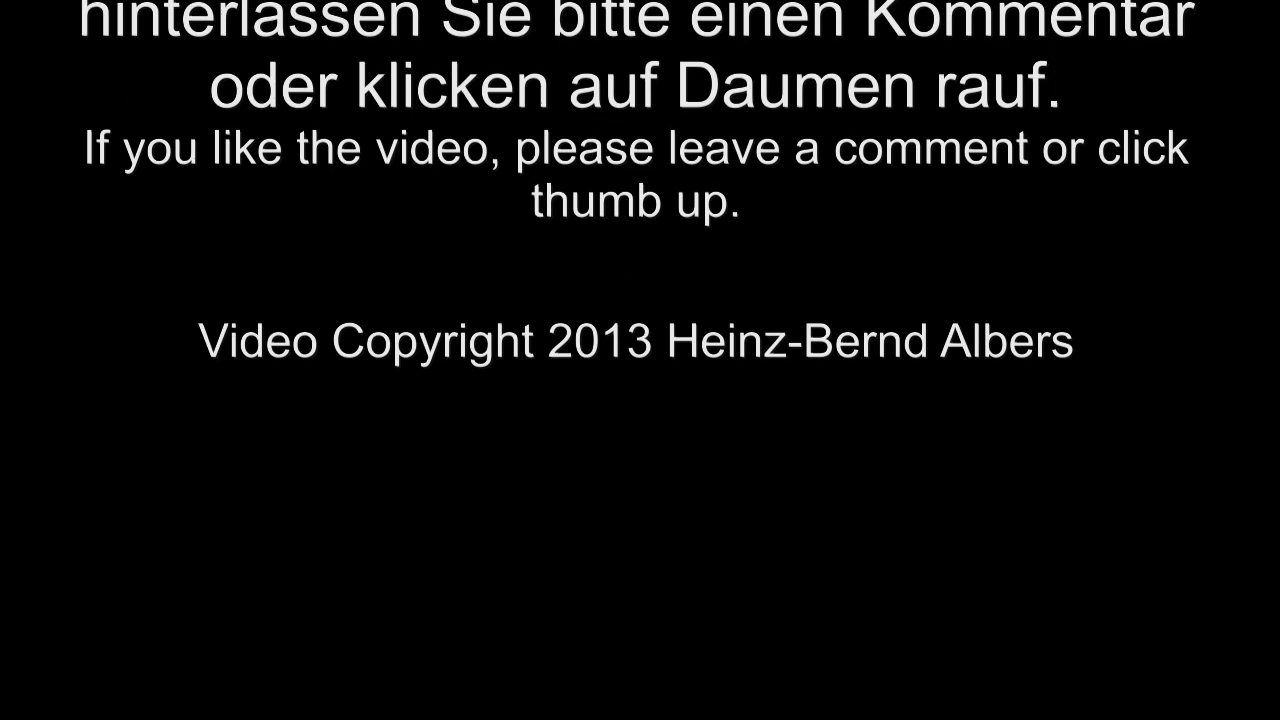 hinterlassen Sie bitte einen Kommentar
oder klicken auf Daumen rauf.
If you like the video, please leave a comment or click
thumb up.
Video Copyright 2013 Heinz-Bernd Albers